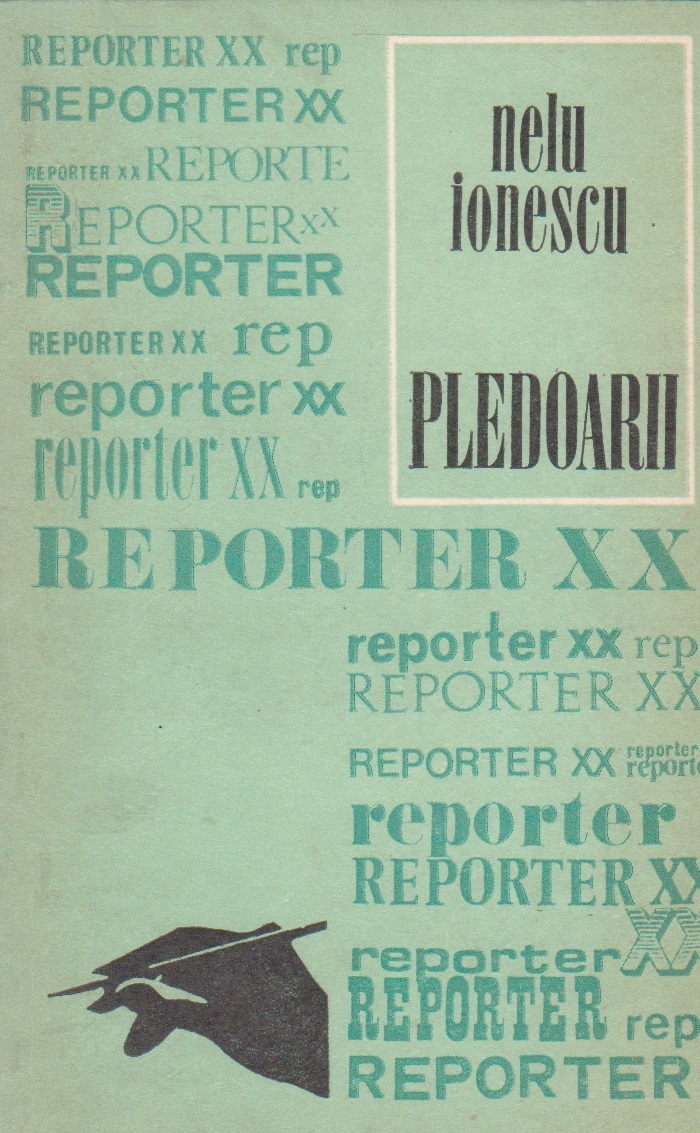 REPORTER XX rep
REPORTER XX
REPORTER XX REPORTE
REPORTER XX
REPORTER
REPORTER XX rep
reporter xx
reporter XX rep
nelu
ionescu
PLEDOARII
REPORTER XX
reporter xx rep
REPORTER XX
REPORTER XX reporter
reporte
reporter
REPORTER XX
reporter XX
REPORTER rep
REPORTER